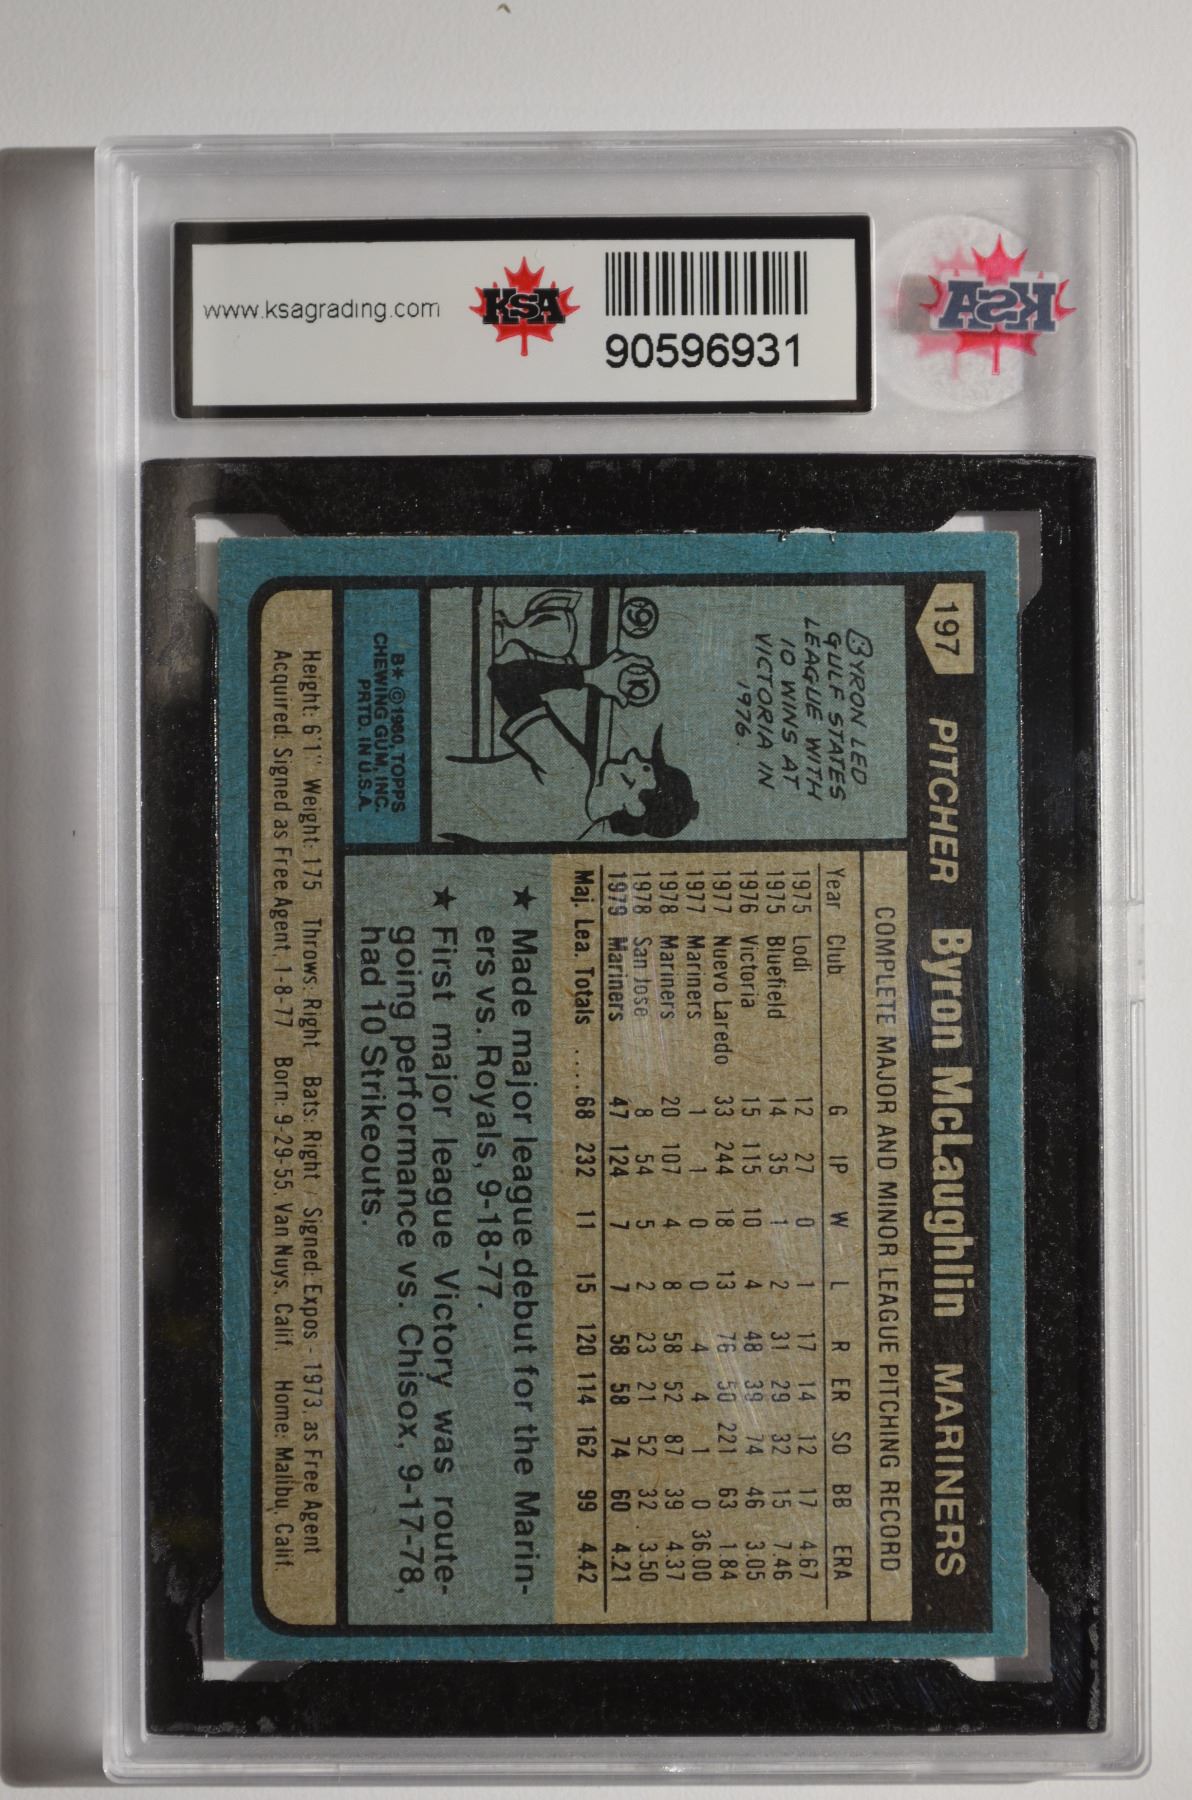 www.ksagrading.com
KSA
90596931
KSA
197 PITCHER Byron McLaughlin MARINERS
BYRON LED
GULF STATES
LEAGUE WITH
10 WINS AT
VICTORIA IN
1976.
9
10
B* ©1980, TOPPS
CHEWING GUM, INC.
PRTD. IN U.S.A.
COMPLETE MAJOR AND MINOR LEAGUE PITCHING RECORD
Year Club G IP W L R ER SO BB ERA
1975 Lodi 12 27 0 1 17 14 12 17 4.67
1975 Bluefield 14 35 1 2 31 29 32 15 7.46
1976 Victoria 15 115 10 4 48 39 74 46 3.05
1977 Nuevo Laredo 33 244 18 13 76 50 221 63 1.84
1977 Mariners 1 1 0 0 4 4 1 0 36.00
1978 Mariners 20 107 4 8 58 52 87 39 4.37
1978 San Jose 8 54 5 2 23 21 52 32 3.50
1979 Mariners 47 124 7 7 58 58 74 60 4.21
Maj. Lea. Totals .....68 232 11 15 120 114 162 99 4.42
★ Made major league debut for the Marin-
ers vs. Royals, 9-18-77.
★ First major league Victory was route-
going performance vs. Chisox, 9-17-78,
had 10 Strikeouts.
Height: 6'1" Weight: 175 Throws: Right Bats: Right Signed: Expos - 1973, as Free Agent
Acquired: Signed as Free Agent, 1-8-77 Born: 9-29-55, Van Nuys, Calif. Home: Malibu, Calif.